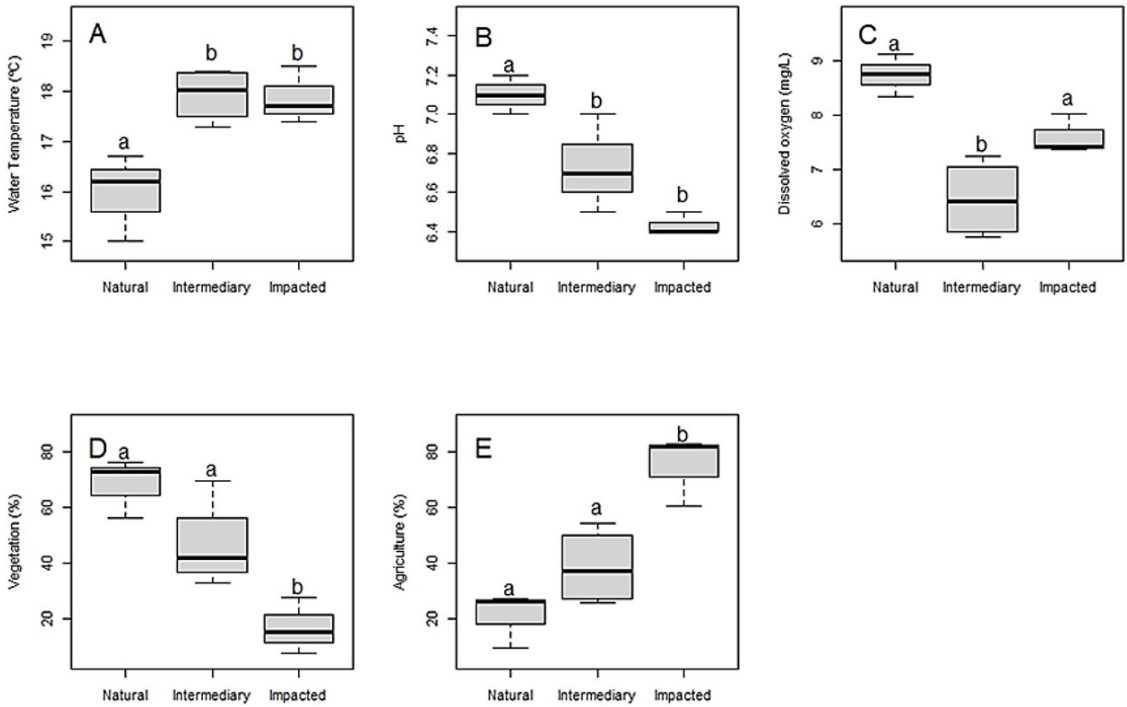 A
Water Temperature (ºC)
19
18
17
16
15
a
b
b
Natural Intermediary Impacted
B
pH
7.4
7.2
7.0
6.8
6.6
6.4
a
b
b
Natural Intermediary Impacted
C
Dissolved oxygen (mg/L)
9
8
7
6
a
b
a
Natural Intermediary Impacted
D
Vegetation (%)
80
60
40
20
a
a
b
Natural Intermediary Impacted
E
Agriculture (%)
80
60
40
20
a
a
b
Natural Intermediary Impacted